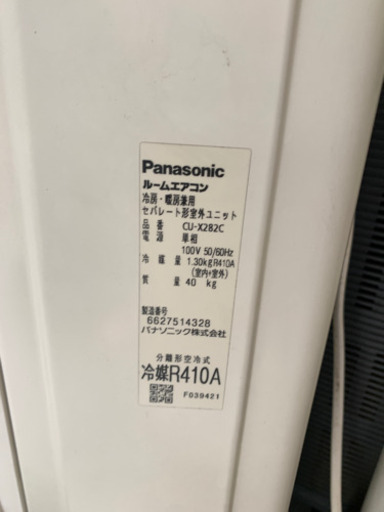 Panasonic
ルームエアコン
冷房・暖房兼用
セパレート形室外ユニット
品番 CU-X282C
電源 単相
100V 50/60Hz
冷媒量 1.30kg R410A
(室内+室外)
質量 40 kg
製造番号
6627514328
パナソニック株式会社
分離形空冷式
冷媒R410A
F039421